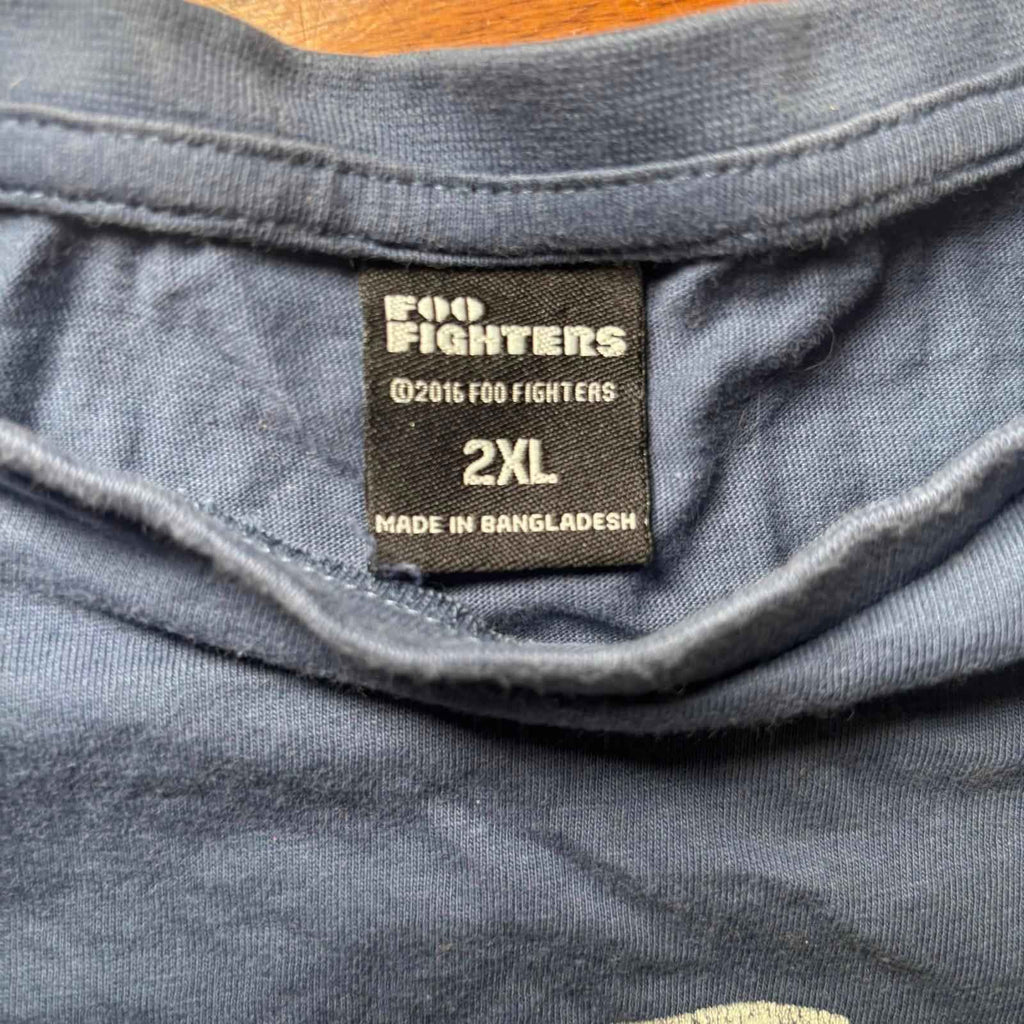 FOO
FIGHTERS
©2016 FOO FIGHTERS
2XL
MADE IN BANGLADESH